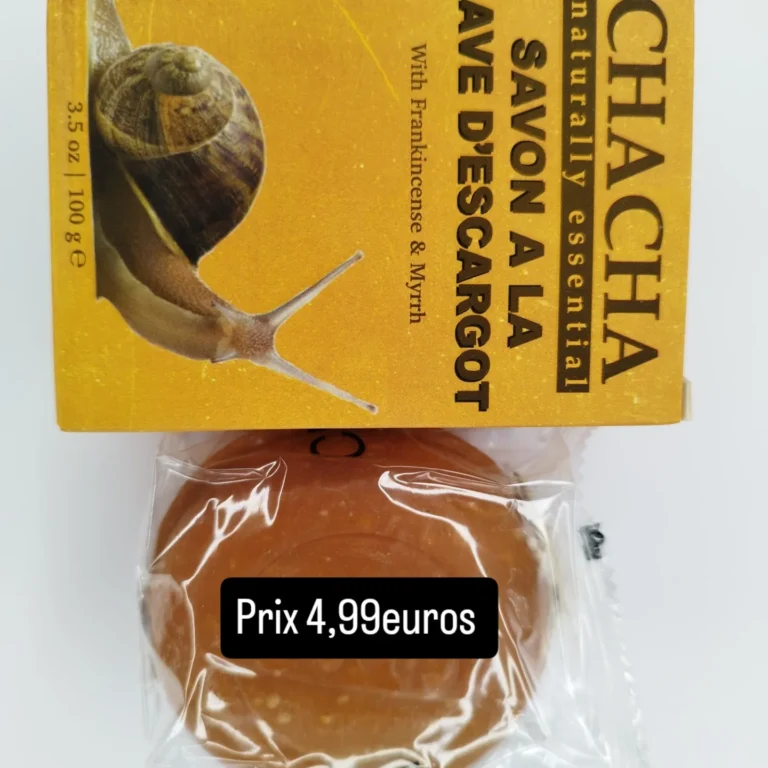 CHACHA
naturally essential
SAVON A LA
AVE D'ESCARGOT
With Frankincense & Myrrh
3.5 oz | 100 g ℮
Prix 4,99euros